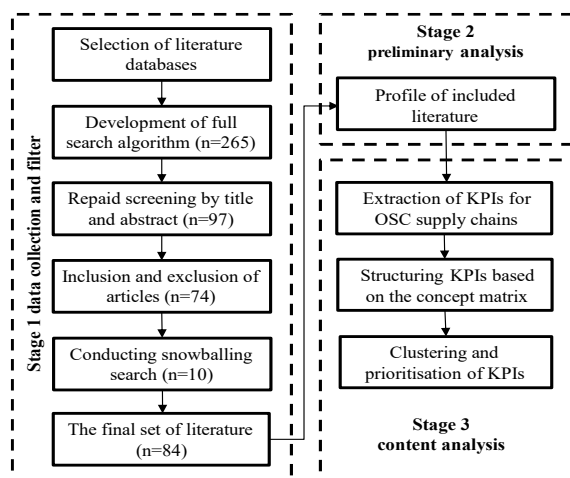 Stage 1 data collection and filter
Selection of literature
databases
Development of full
search algorithm (n=265)
Repaid screening by title
and abstract (n=97)
Inclusion and exclusion of
articles (n=74)
Conducting snowballing
search (n=10)
The final set of literature
(n=84)
Stage 2
preliminary analysis
Profile of included
literature
Extraction of KPIs for
OSC supply chains
Structuring KPIs based
on the concept matrix
Clustering and
prioritisation of KPIs
Stage 3
content analysis